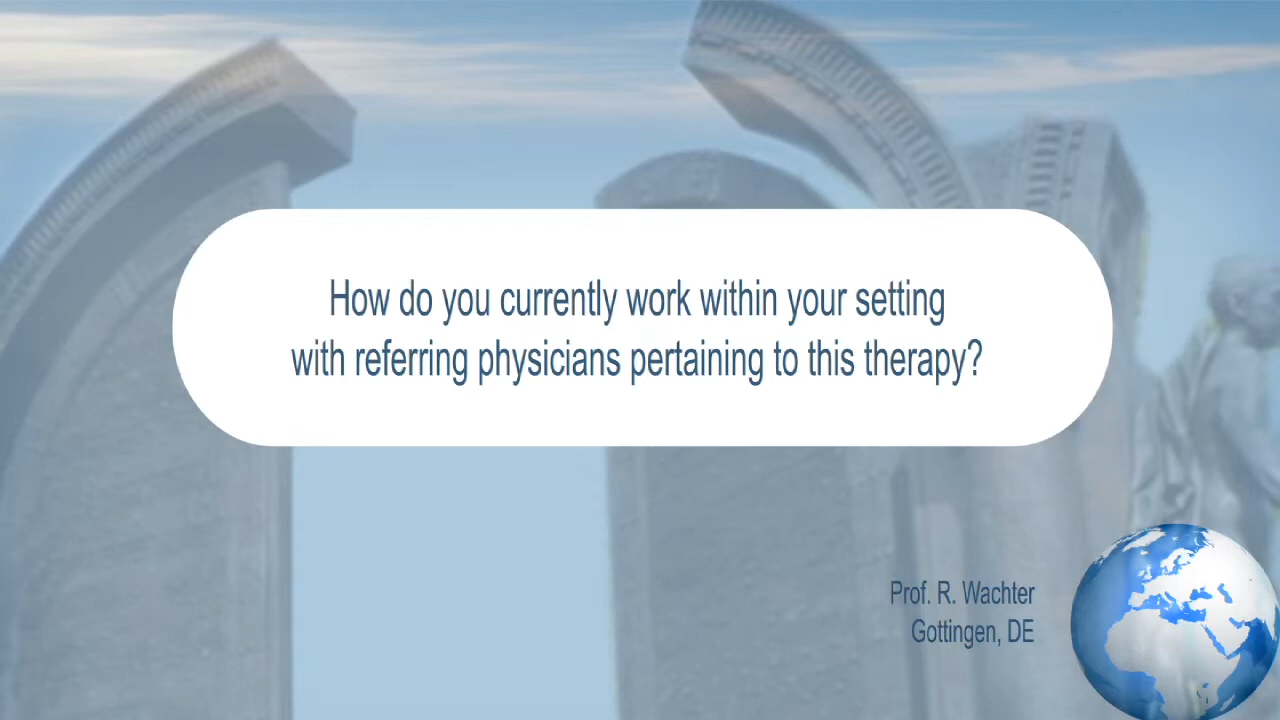 How do you currently work within your setting
with referring physicians pertaining to this therapy?
Prof. R. Wachter
Gottingen, DE